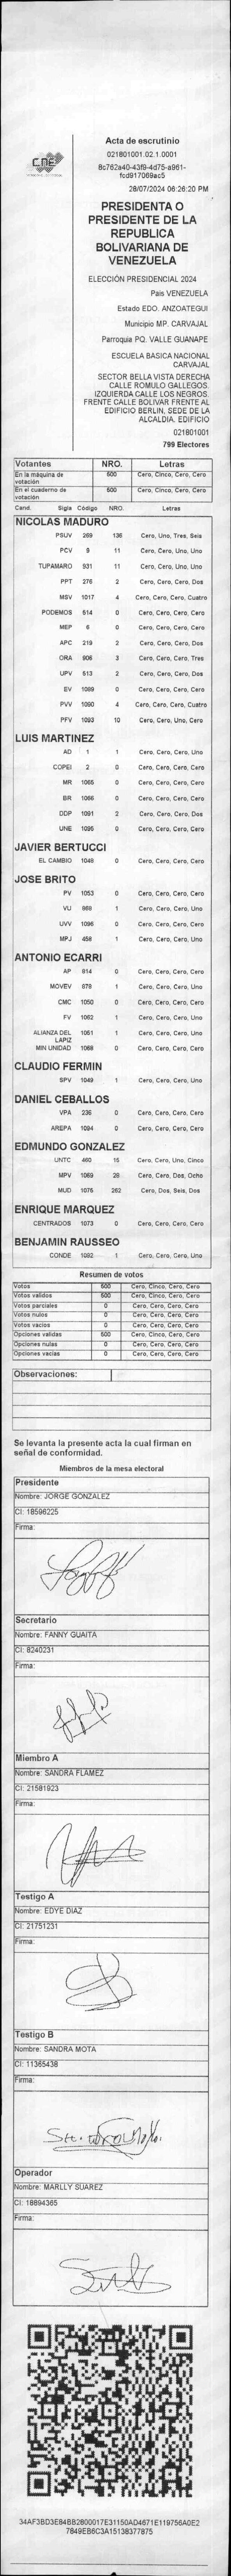 CNE
Acta de escrutinio
021801001.02.1.0001
8c762a40-43f9-4d75-a961-
fcd917069ac5
28/07/2024 06:26:20 PM
PRESIDENTA O
PRESIDENTE DE LA
REPUBLICA
BOLIVARIANA DE
VENEZUELA
ELECCIÓN PRESIDENCIAL 2024
País VENEZUELA
Estado EDO. ANZOATEGUI
Municipio MP. CARVAJAL
Parroquia PQ. VALLE GUANAPE
ESCUELA BASICA NACIONAL
CARVAJAL
SECTOR BELLA VISTA DERECHA
CALLE ROMULO GALLEGOS.
IZQUIERDA CALLE LOS NEGROS.
FRENTE CALLE BOLIVAR FRENTE AL
EDIFICIO BERLIN, SEDE DE LA
ALCALDIA. EDIFICIO
021801001
799 Electores
Votantes NRO. Letras
En la máquina de votación 500 Cero, Cinco, Cero, Cero
En el cuaderno de votación 500 Cero, Cinco, Cero, Cero
Cand. Sigla Código NRO. Letras
NICOLAS MADURO
PSUV 269 136 Cero, Uno, Tres, Seis
PCV 9 11 Cero, Cero, Uno, Uno
TUPAMARO 931 11 Cero, Cero, Uno, Uno
PPT 276 2 Cero, Cero, Cero, Dos
MSV 1017 4 Cero, Cero, Cero, Cuatro
PODEMOS 514 0 Cero, Cero, Cero, Cero
MEP 6 0 Cero, Cero, Cero, Cero
APC 219 2 Cero, Cero, Cero, Dos
ORA 906 3 Cero, Cero, Cero, Tres
UPV 513 2 Cero, Cero, Cero, Dos
EV 1089 0 Cero, Cero, Cero, Cero
PVV 1090 4 Cero, Cero, Cero, Cuatro
PFV 1093 10 Cero, Cero, Uno, Cero
LUIS MARTINEZ
AD 1 1 Cero, Cero, Cero, Uno
COPEI 2 0 Cero, Cero, Cero, Cero
MR 1065 0 Cero, Cero, Cero, Cero
BR 1066 0 Cero, Cero, Cero, Cero
DDP 1091 2 Cero, Cero, Cero, Dos
UNE 1095 0 Cero, Cero, Cero, Cero
JAVIER BERTUCCI
EL CAMBIO 1048 0 Cero, Cero, Cero, Cero
JOSE BRITO
PV 1053 0 Cero, Cero, Cero, Cero
VU 869 1 Cero, Cero, Cero, Uno
UVV 1096 0 Cero, Cero, Cero, Cero
MPJ 458 1 Cero, Cero, Cero, Uno
ANTONIO ECARRI
AP 814 0 Cero, Cero, Cero, Cero
MOVEV 878 1 Cero, Cero, Cero, Uno
CMC 1050 0 Cero, Cero, Cero, Cero
FV 1062 1 Cero, Cero, Cero, Uno
ALIANZA DEL LAPIZ 1051 1 Cero, Cero, Cero, Uno
MIN UNIDAD 1068 0 Cero, Cero, Cero, Cero
CLAUDIO FERMIN
SPV 1049 1 Cero, Cero, Cero, Uno
DANIEL CEBALLOS
VPA 236 0 Cero, Cero, Cero, Cero
AREPA 1094 0 Cero, Cero, Cero, Cero
EDMUNDO GONZALEZ
UNTC 460 15 Cero, Cero, Uno, Cinco
MPV 1069 28 Cero, Cero, Dos, Ocho
MUD 1075 262 Cero, Dos, Seis, Dos
ENRIQUE MARQUEZ
CENTRADOS 1073 0 Cero, Cero, Cero, Cero
BENJAMIN RAUSSEO
CONDE 1092 1 Cero, Cero, Cero, Uno
Resumen de votos
Votos 500 Cero, Cinco, Cero, Cero
Votos validos 500 Cero, Cinco, Cero, Cero
Votos parciales 0 Cero, Cero, Cero, Cero
Votos nulos 0 Cero, Cero, Cero, Cero
Votos vacios 0 Cero, Cero, Cero, Cero
Opciones validas 500 Cero, Cinco, Cero, Cero
Opciones nulas 0 Cero, Cero, Cero, Cero
Opciones vacias 0 Cero, Cero, Cero, Cero
Observaciones:
Se levanta la presente acta la cual firman en
señal de conformidad.
Miembros de la mesa electoral
Presidente
Nombre: JORGE GONZALEZ
CI: 18596225
Firma:
Secretario
Nombre: FANNY GUAITA
CI: 8240231
Firma:
Miembro A
Nombre: SANDRA FLAMEZ
CI: 21581923
Firma:
Testigo A
Nombre: EDYE DIAZ
CI: 21751231
Firma:
Testigo B
Nombre: SANDRA MOTA
CI: 11365438
Firma:
Operador
Nombre: MARLLY SUAREZ
CI: 18894365
Firma:
34AF3BD3E84BB2800017E31150AD4671E119756A0E2
7849EB6C3A15138377875